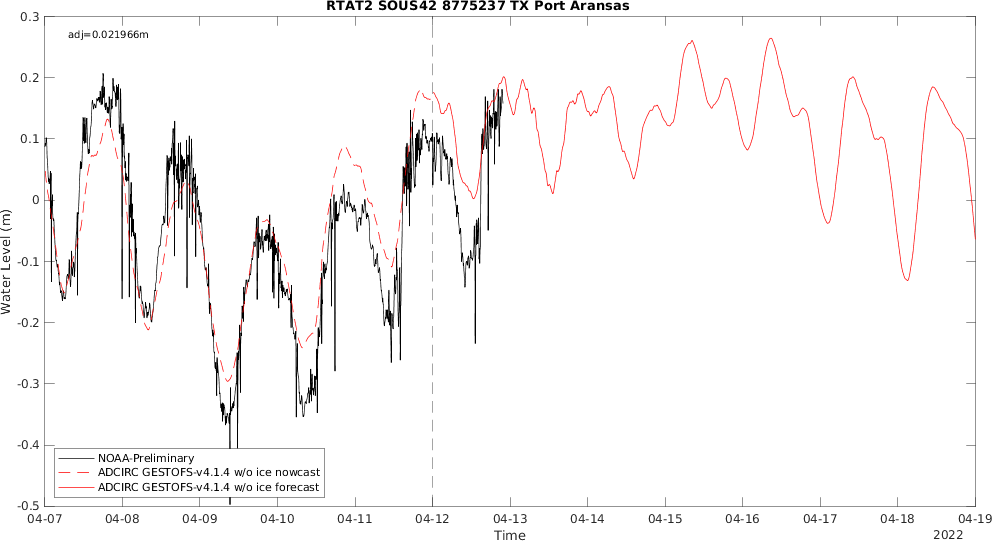 RTAT2 SOUS42 8775237 TX Port Aransas
adj=0.021966m
0.3
0.2
0.1
0
-0.1
-0.2
-0.3
-0.4
-0.5
Water Level (m)
NOAA-Preliminary
ADCIRC GESTOFS-v4.1.4 w/o ice nowcast
ADCIRC GESTOFS-v4.1.4 w/o ice forecast
04-07 04-08 04-09 04-10 04-11 04-12 04-13 04-14 04-15 04-16 04-17 04-18 04-19
Time
2022